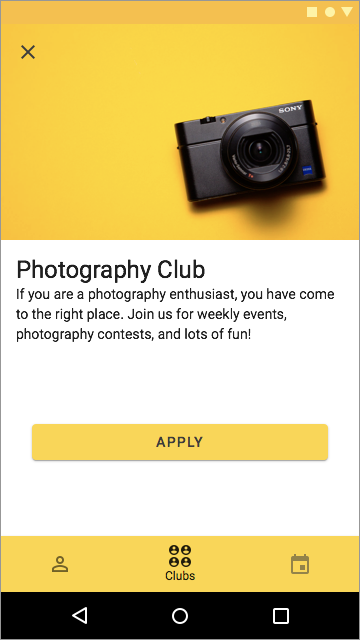 SONY
Photography Club
If you are a photography enthusiast, you have come
to the right place. Join us for weekly events,
photography contests, and lots of fun!
APPLY
Clubs